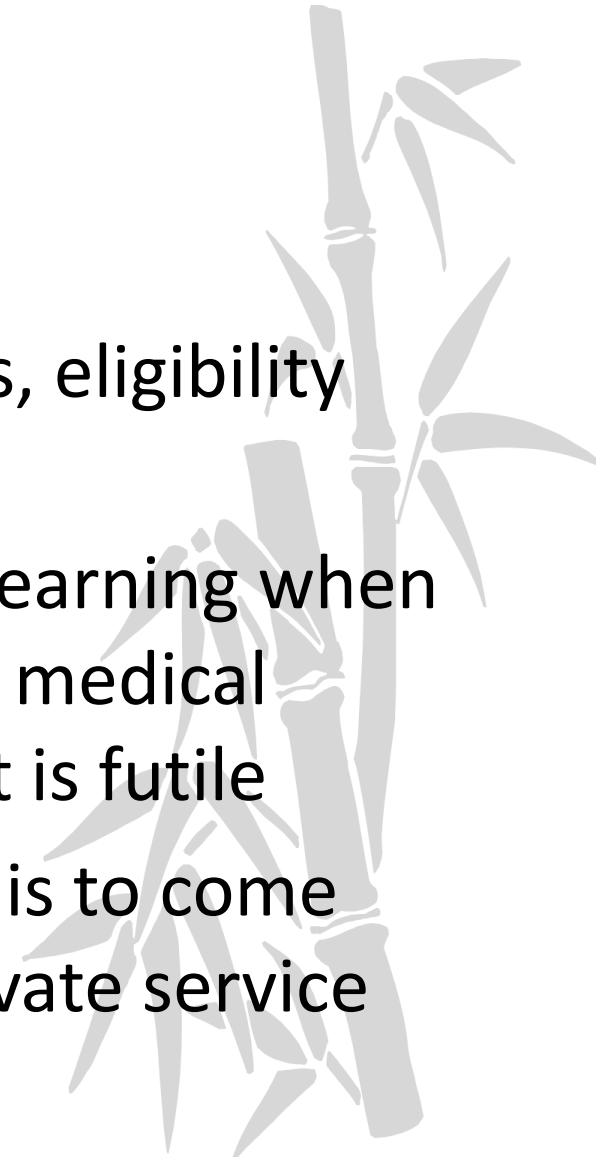 s, eligibility
earning when
medical
t is futile
is to come
vate service